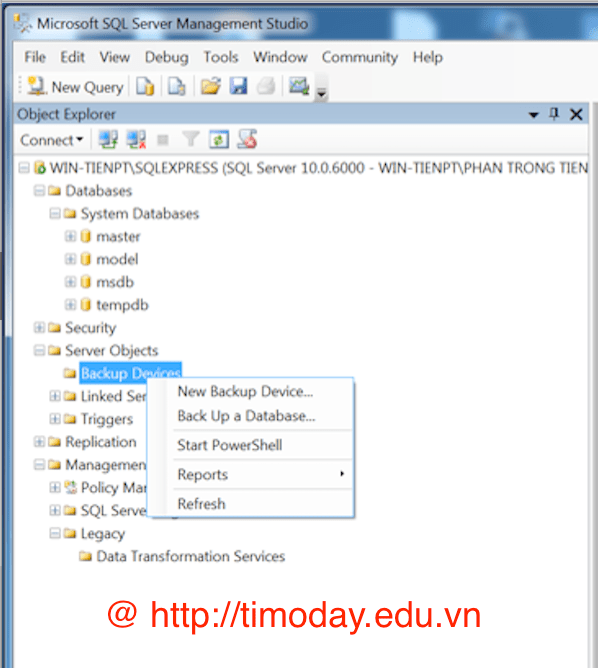 Microsoft SQL Server Management Studio
File Edit View Debug Tools Window Community Help
New Query
Object Explorer
Connect
WIN-TIENPT\SQLEXPRESS (SQL Server 10.0.6000 - WIN-TIENPT\PHAN TRONG TIEN
Databases
System Databases
master
model
msdb
tempdb
Security
Server Objects
Backup Devices
New Backup Device...
Linked Ser
Back Up a Database...
Triggers
Start PowerShell
Replication
Managemen
Reports
Policy Mar
SQL Serve
Refresh
Legacy
Data Transformation Services
@ http://timoday.edu.vn